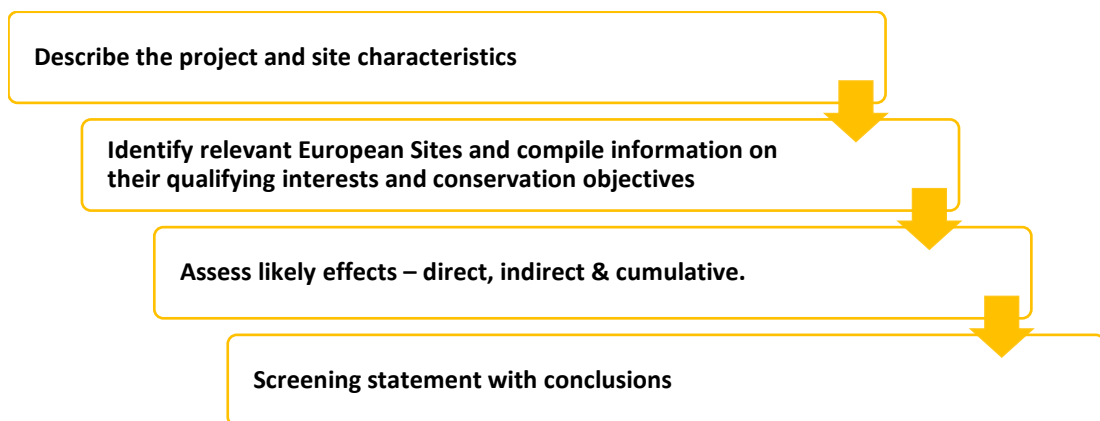 Describe the project and site characteristics
Identify relevant European Sites and compile information on
their qualifying interests and conservation objectives
Assess likely effects – direct, indirect & cumulative.
Screening statement with conclusions